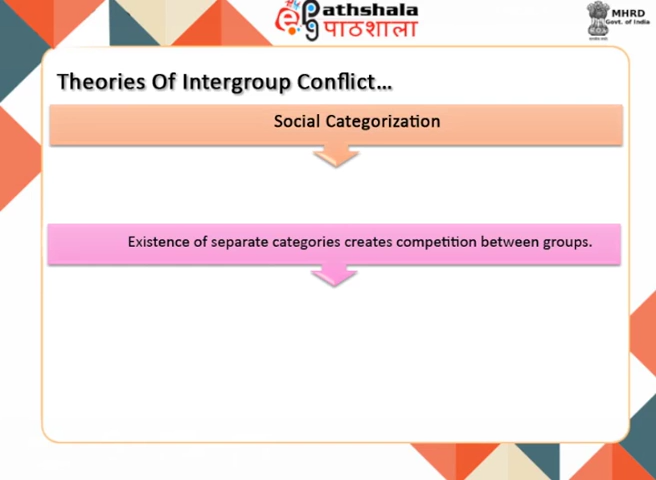 ePathshala
पाठशाला
MHRD
Govt. of India
Theories Of Intergroup Conflict...
Social Categorization
Existence of separate categories creates competition between groups.